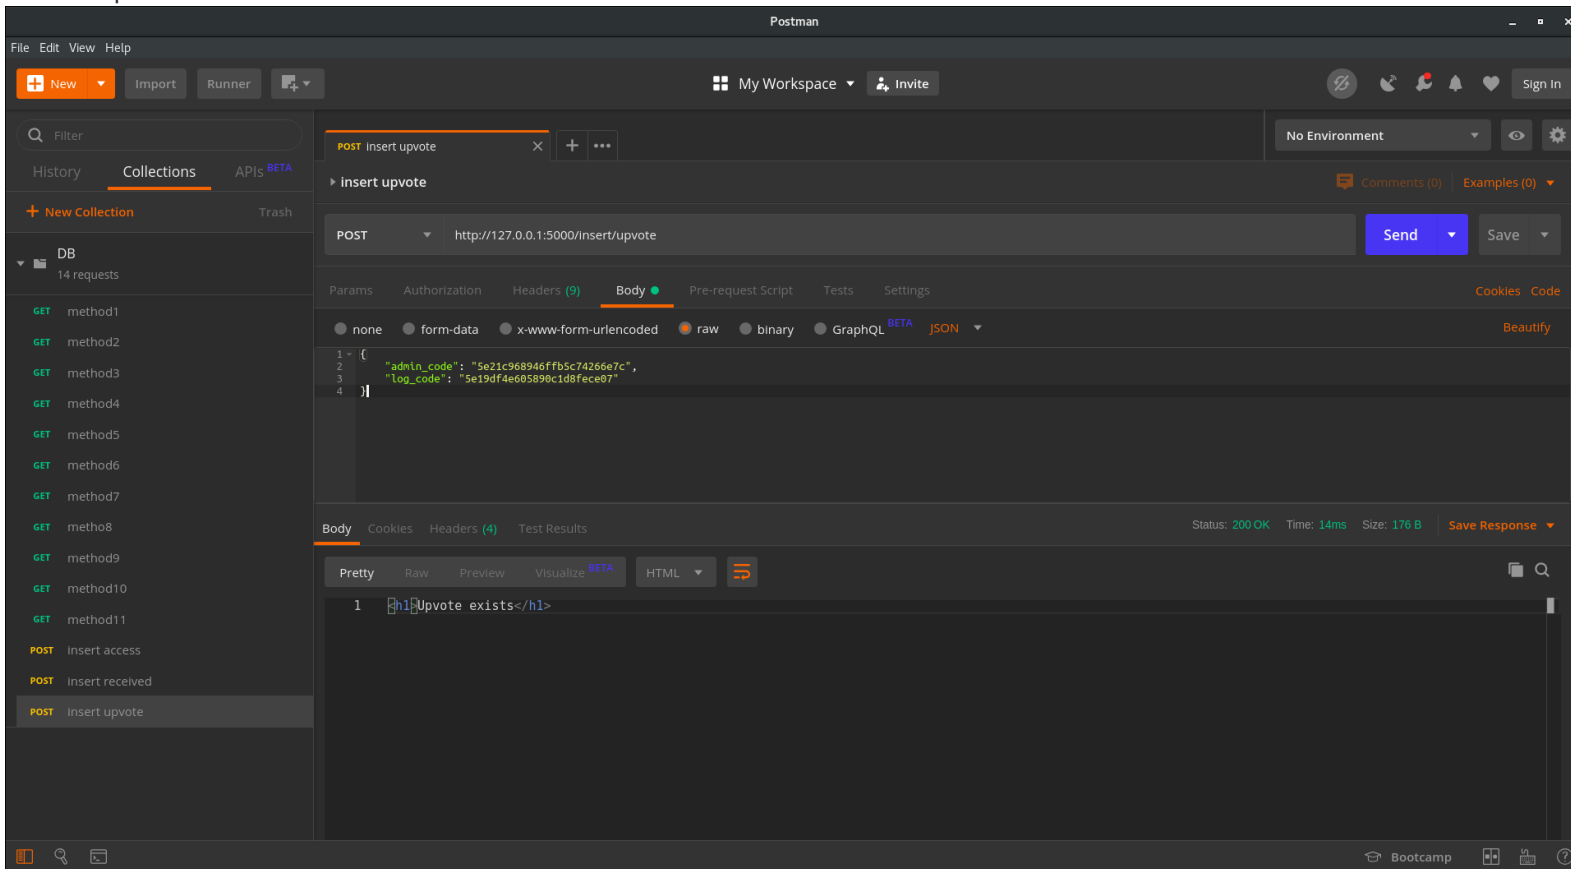 Postman
File Edit View Help
New Import Runner My Workspace Invite Sign In
Filter
History Collections APIs BETA
New Collection Trash
DB
14 requests
GET method1
GET method2
GET method3
GET method4
GET method5
GET method6
GET method7
GET metho8
GET method9
GET method10
GET method11
POST insert access
POST insert received
POST insert upvote
POST insert upvote
No Environment
insert upvote Comments (0) Examples (0)
POST http://127.0.0.1:5000/insert/upvote Send Save
Params Authorization Headers (9) Body Pre-request Script Tests Settings Cookies Code
none form-data x-www-form-urlencoded raw binary GraphQL BETA JSON Beautify
1 {
2 "admin_code": "5e21c968946ffb5c74266e7c",
3 "log_code": "5e19df4e605890c1d8fece07"
4 }
Body Cookies Headers (4) Test Results Status: 200 OK Time: 14ms Size: 176 B Save Response
Pretty Raw Preview Visualize BETA HTML
1 <h1>Upvote exists</h1>
Bootcamp